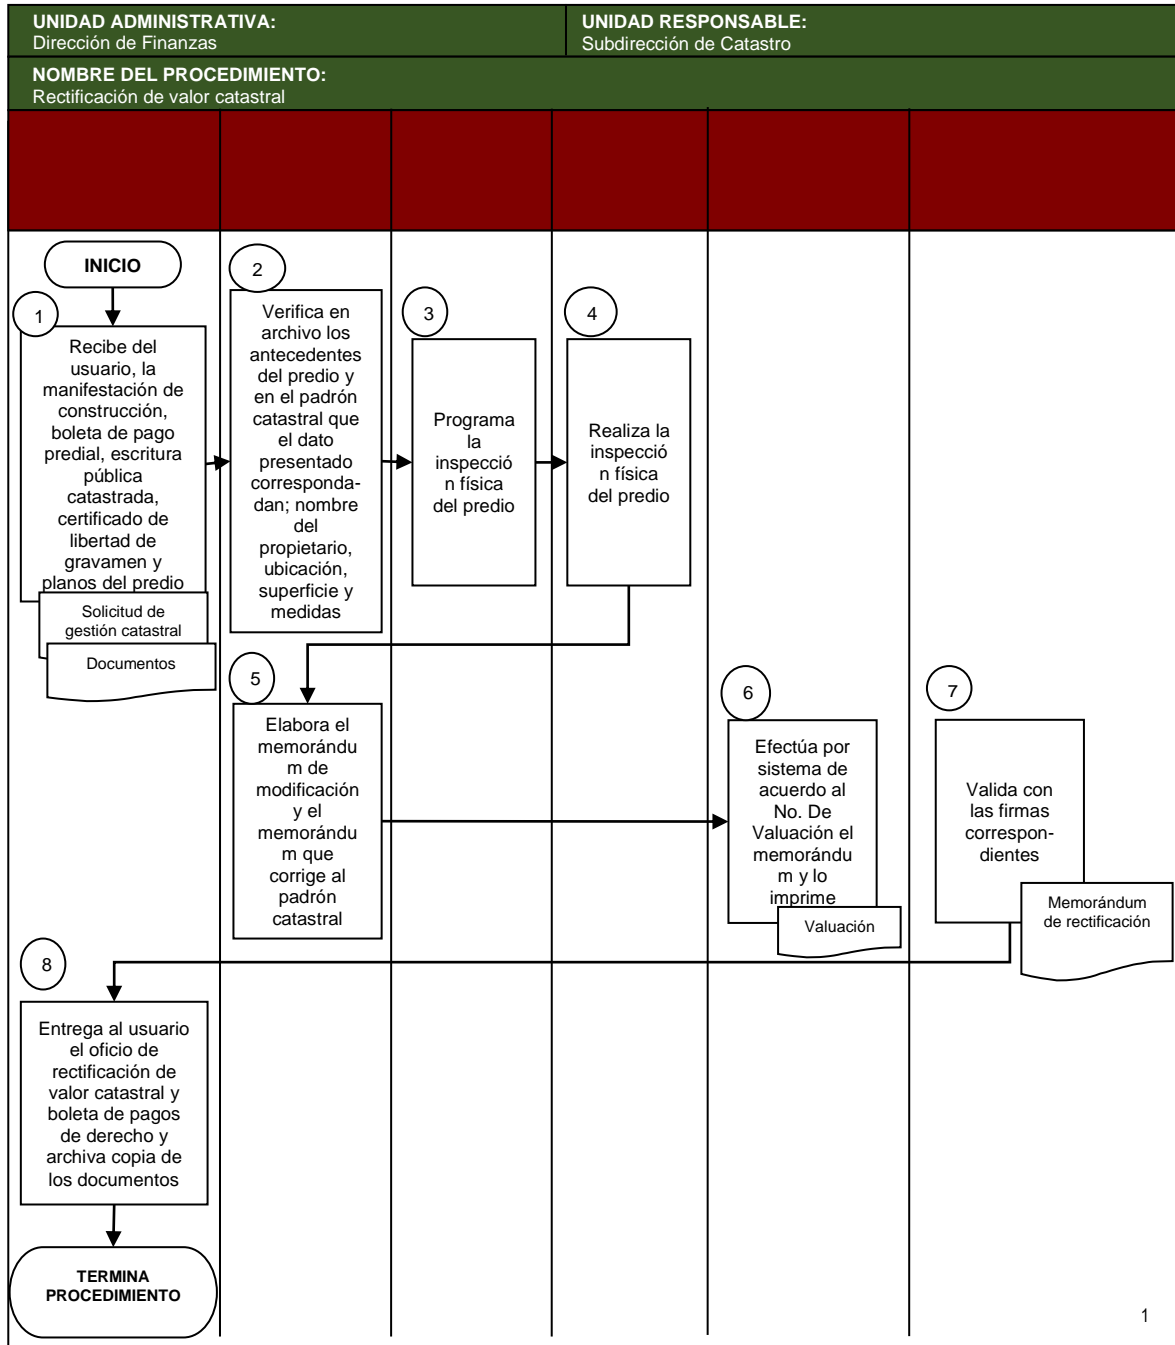 UNIDAD ADMINISTRATIVA:
Dirección de Finanzas
UNIDAD RESPONSABLE:
Subdirección de Catastro
NOMBRE DEL PROCEDIMIENTO:
Rectificación de valor catastral
INICIO
1
Recibe del
usuario, la
manifestación de
construcción,
boleta de pago
predial, escritura
pública
catastrada,
certificado de
libertad de
gravamen y
planos del predio
Solicitud de
gestión catastral
Documentos
2
Verifica en
archivo los
antecedentes
del predio y
en el padrón
catastral que
el dato
presentado
corresponda-
dan; nombre
del
propietario,
ubicación,
superficie y
medidas
3
Programa
la
inspecció
n física
del predio
4
Realiza la
inspecció
n física
del predio
5
Elabora el
memorándu
m de
modificación
y el
memorándu
m que
corrige al
padrón
catastral
6
Efectúa por
sistema de
acuerdo al
No. De
Valuación el
memorándu
m y lo
imprime
Valuación
7
Valida con
las firmas
correspon-
dientes
Memorándum
de rectificación
8
Entrega al usuario
el oficio de
rectificación de
valor catastral y
boleta de pagos
de derecho y
archiva copia de
los documentos
TERMINA
PROCEDIMIENTO
1